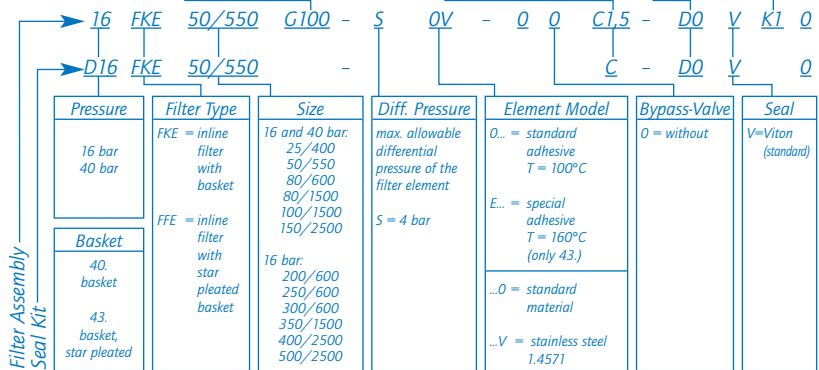 16 FKE 50/550 G100 - S 0V - 0 0 C1,5 - D0 V K1 0
D16 FKE 50/550 - C - D0 V 0
Filter Assembly
Seal Kit
Pressure
16 bar
40 bar
Basket
40.
basket
43.
basket,
star pleated
Filter Type
FKE = inline
filter
with
basket
FFE = inline
filter
with
star
pleated
basket
Size
16 and 40 bar:
25/400
50/550
80/600
80/1500
100/1500
150/2500
16 bar:
200/600
250/600
300/600
350/1500
400/2500
500/2500
Diff. Pressure
max. allowable
differential
pressure of the
filter element
S = 4 bar
Element Model
0... = standard
adhesive
T = 100°C
E... = special
adhesive
T = 160°C
(only 43.)
...0 = standard
material
...V = stainless steel
1.4571
Bypass-Valve
0 = without
Seal
V=Viton
(standard)